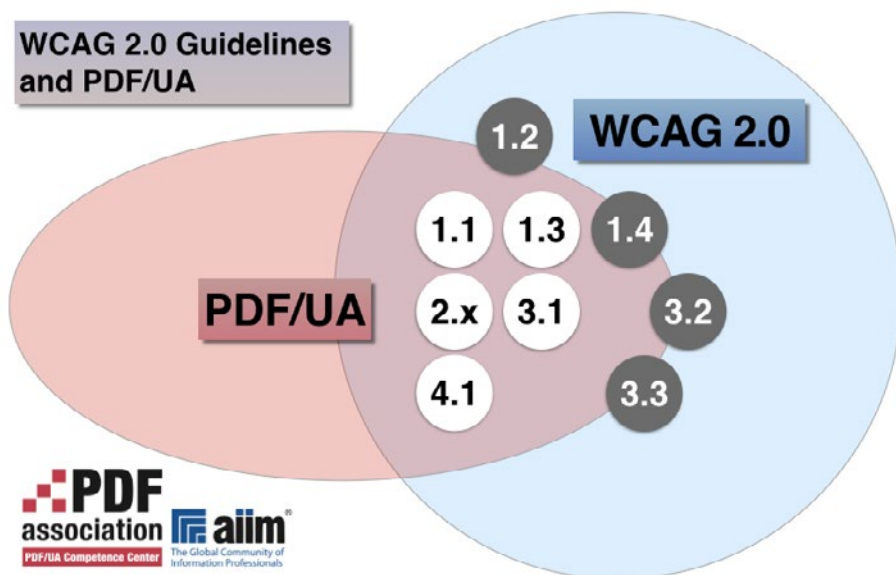 WCAG 2.0 Guidelines
and PDF/UA
WCAG 2.0
1.2
1.1 1.3 1.4
PDF/UA
2.x 3.1 3.2
4.1 3.3
PDF
association
PDF/UA Competence Center
aiim®
The Global Community of
Information Professionals